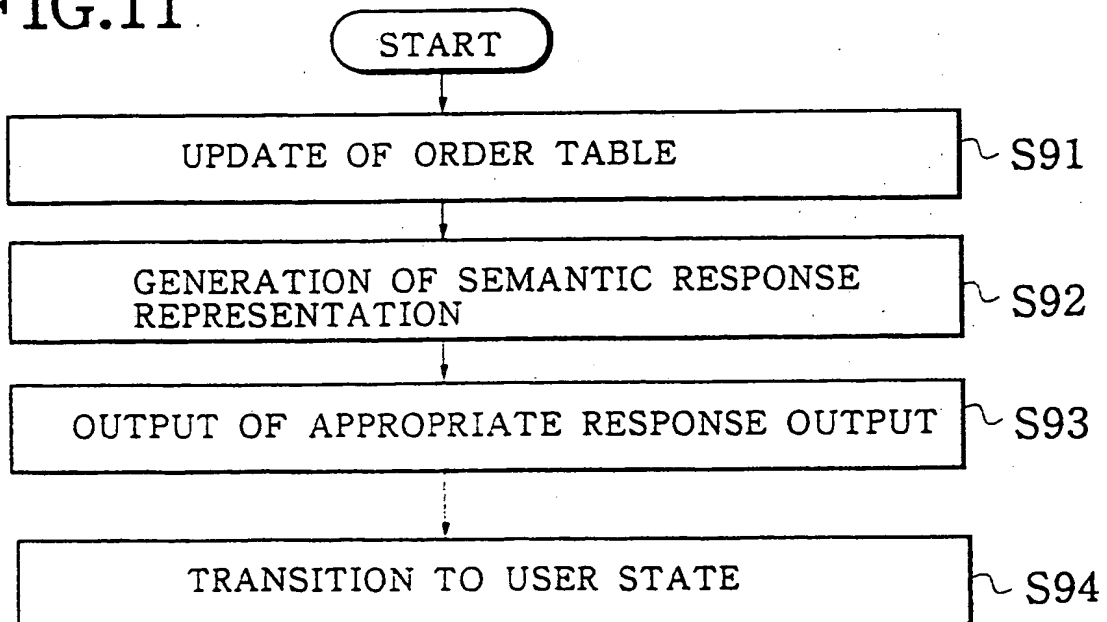 FIG.11
START
UPDATE OF ORDER TABLE
S91
GENERATION OF SEMANTIC RESPONSE
REPRESENTATION
S92
OUTPUT OF APPROPRIATE RESPONSE OUTPUT
S93
TRANSITION TO USER STATE
S94